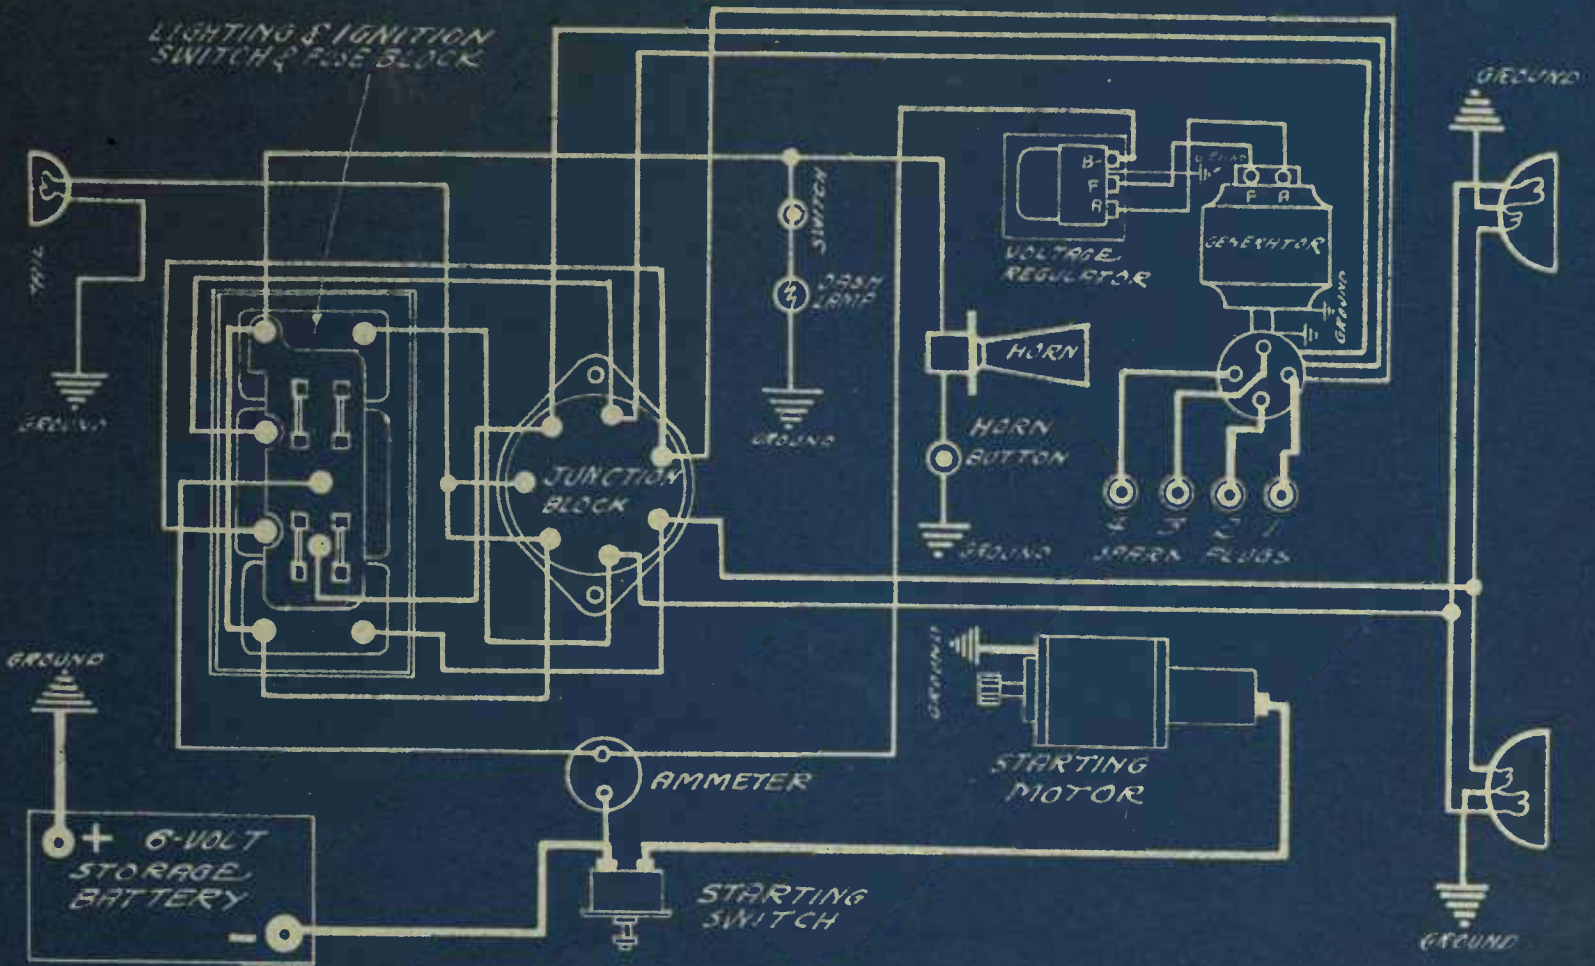 LIGHTING & IGNITION
SWITCH & FUSE BLOCK
GROUND
TAIL
GROUND
SWITCH
DASH
LAMP
GROUND
B-
F
A
GROUND
VOLTAGE
REGULATOR
F A
GENERATOR
GROUND
HORN
HORN
BUTTON
GROUND
4 3 2 1
SPARK PLUGS
JUNCTION
BLOCK
GROUND
+ 6-VOLT
STORAGE
BATTERY
-
AMMETER
STARTING
SWITCH
GROUND
STARTING
MOTOR
GROUND